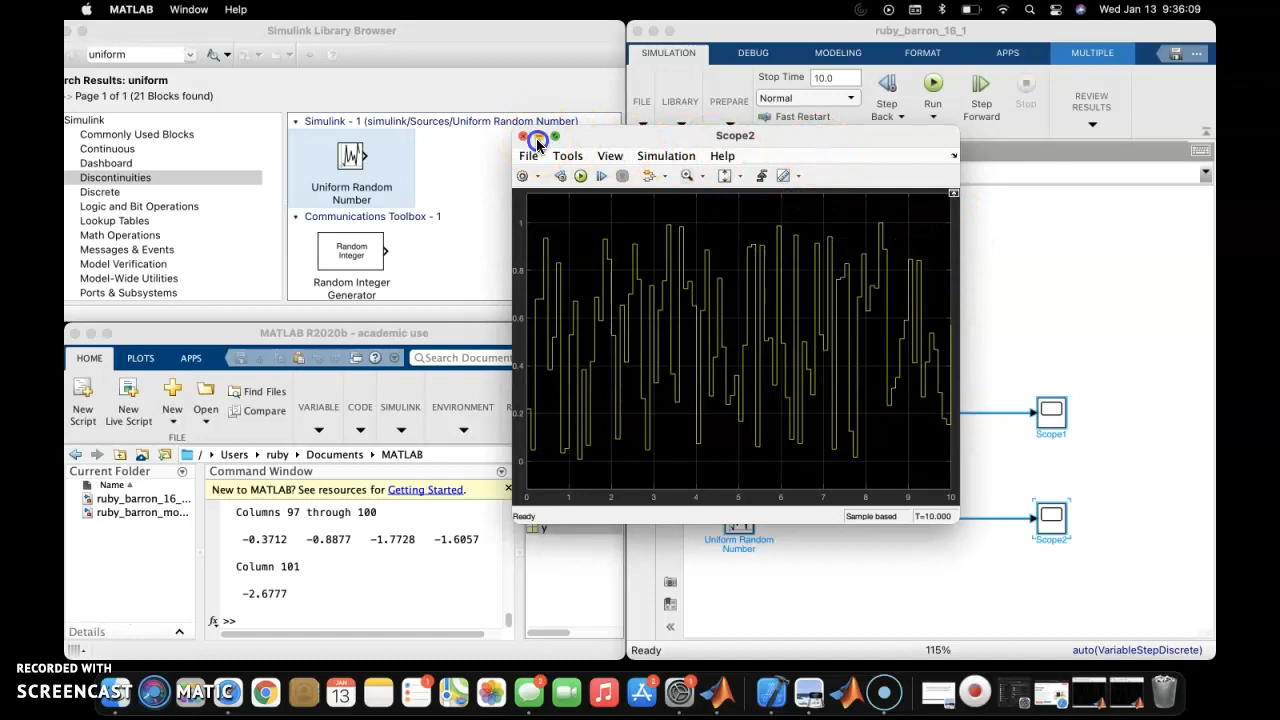 MATLAB Window Help Wed Jan 13 9:36:09
Simulink Library Browser
uniform
rch Results: uniform
Page 1 of 1 (21 Blocks found)
Simulink
Commonly Used Blocks
Continuous
Dashboard
Discontinuities
Discrete
Logic and Bit Operations
Lookup Tables
Math Operations
Messages & Events
Model Verification
Model-Wide Utilities
Ports & Subsystems
Simulink - 1 (simulink/Sources/Uniform Random Number)
Uniform Random
Number
Communications Toolbox - 1
Random
Integer
Random Integer
Generator
ruby_barron_16_1
SIMULATION DEBUG MODELING FORMAT APPS MULTIPLE
FILE LIBRARY PREPARE
Stop Time 10.0
Normal
Fast Restart
Step
Back
Run
Step
Forward
Stop
REVIEW
RESULTS
Scope2
File Tools View Simulation Help
1
0.8
0.6
0.4
0.2
0
0 1 2 3 4 5 6 7 8 9 10
Ready Sample based T=10.000
Scope1
Scope2
Uniform Random
Number
Ready 115% auto(VariableStepDiscrete)
MATLAB R2020b - academic use
HOME PLOTS APPS Search Documen
New
Script
New
Live Script
New
Open
Find Files
Compare
FILE
VARIABLE CODE SIMULINK ENVIRONMENT
/ Users ruby Documents MATLAB
Current Folder
Name
ruby_barron_16_...
ruby_barron_mo...
Details
Command Window
New to MATLAB? See resources for Getting Started.
Columns 97 through 100
-0.3712 -0.8877 -1.7728 -1.6057
Column 101
-2.6777
fx >>
y
RECORDED WITH
SCREENCAST MATIC
JAN
13
1
2
1